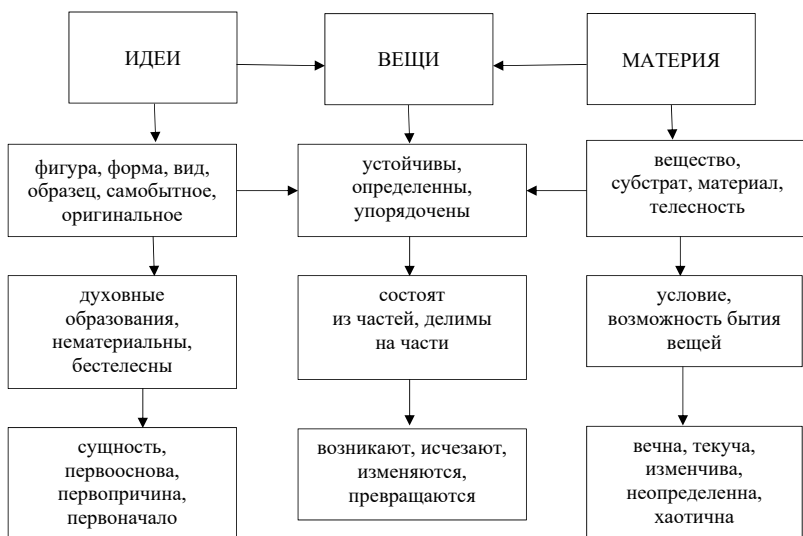 ИДЕИ
ВЕЩИ
МАТЕРИЯ
фигура, форма, вид,
образец, самобытное,
оригинальное
устойчивы,
определенны,
упорядочены
вещество,
субстрат, материал,
телесность
духовные
образования,
нематериальны,
бестелесны
состоят
из частей, делимы
на части
условие,
возможность бытия
вещей
сущность,
первооснова,
первопричина,
первоначало
возникают, исчезают,
изменяются,
превращаются
вечна, текуча,
изменчива,
неопределенна,
хаотична